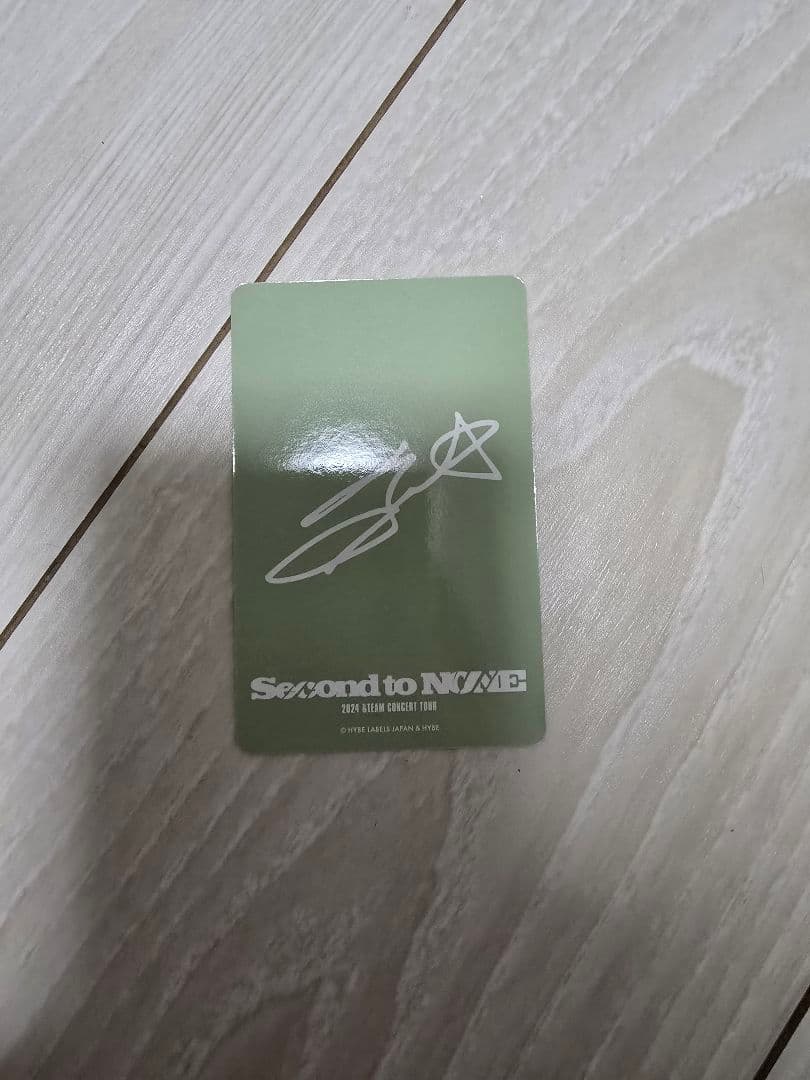 Second to NONE
2024 &TEAM CONCERT TOUR
© HYBE LABELS JAPAN & HYBE